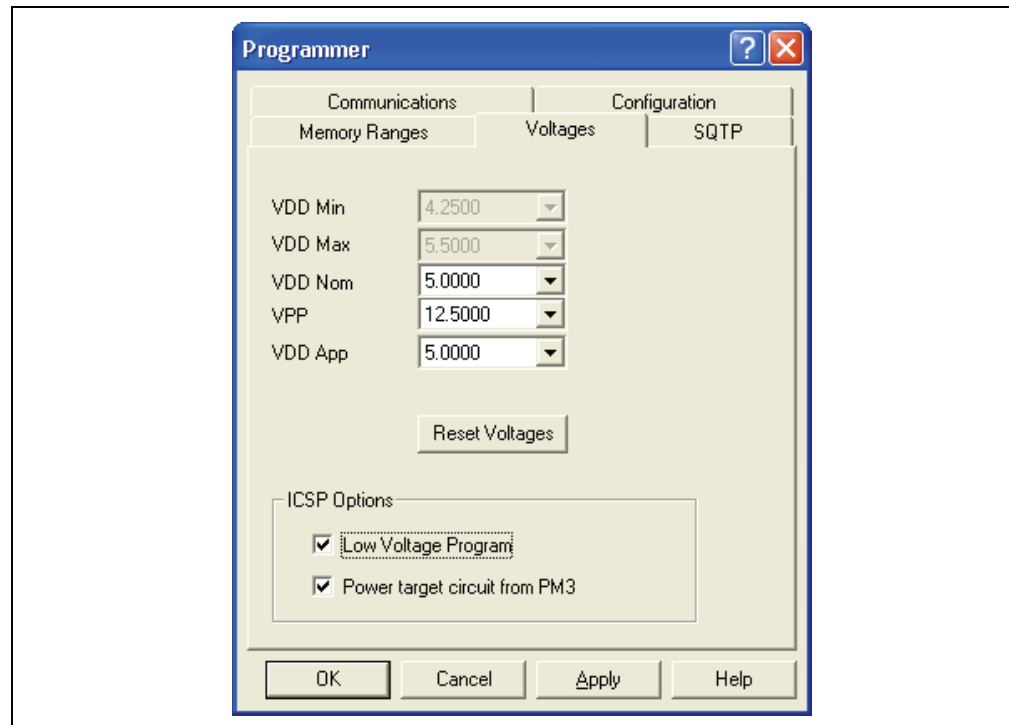 Programmer
Communications Configuration
Memory Ranges Voltages SQTP
VDD Min 4.2500
VDD Max 5.5000
VDD Nom 5.0000
VPP 12.5000
VDD App 5.0000
Reset Voltages
ICSP Options
Low Voltage Program
Power target circuit from PM3
OK Cancel Apply Help